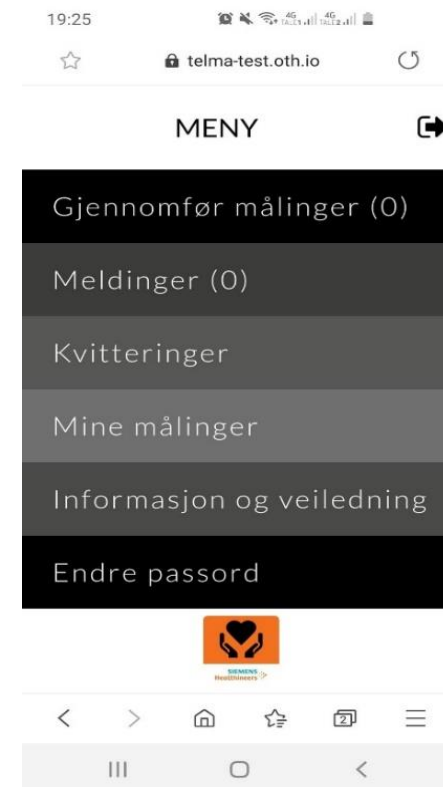 19:25
telma-test.oth.io
MENY
Gjennomfør målinger (0)
Meldinger (0)
Kvitteringer
Mine målinger
Informasjon og veiledning
Endre passord
SIEMENS
Healthineers
2